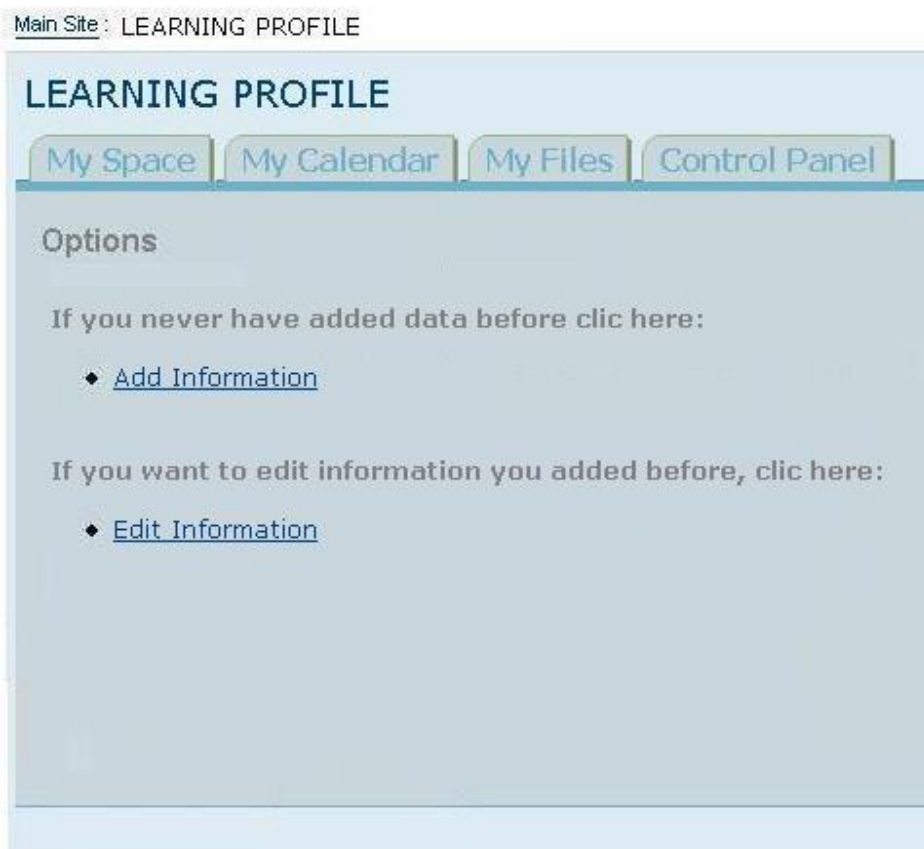 Main Site : LEARNING PROFILE
LEARNING PROFILE
My Space My Calendar My Files Control Panel
Options
If you never have added data before clic here:
Add Information
If you want to edit information you added before, clic here:
Edit Information